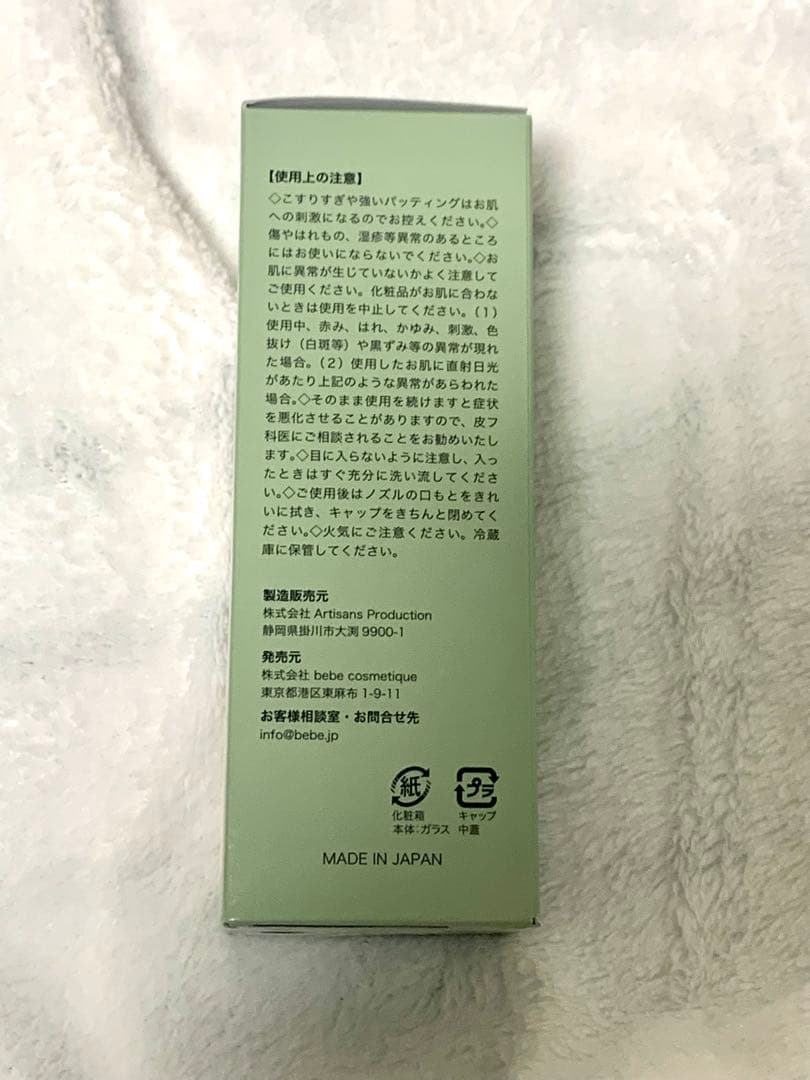 【使用上の注意】
◇こすりすぎや強いパッティングはお肌
への刺激になるのでお控えください。◇
傷やはれもの、湿疹等異常のあるところ
にはお使いにならないでください。◇お
肌に異常が生じていないかよく注意して
ご使用ください。化粧品がお肌に合わな
いときは使用を中止してください。（1）
使用中、赤み、はれ、かゆみ、刺激、色
抜け（白斑等）や黒ずみ等の異常が現れ
た場合。（2）使用したお肌に直射日光
があたり上記のような異常があらわれた
場合。◇そのまま使用を続けますと症状
を悪化させることがありますので、皮フ
科医にご相談されることをお勧めいたし
ます。◇目に入らないように注意し、入っ
たときはすぐ充分に洗い流してくださ
い。◇ご使用後はノズルの口もとをきれ
いに拭き、キャップをきちんと閉めてく
ださい。◇火気にご注意ください。冷蔵
庫に保管してください。
製造販売元
株式会社 Artisans Production
静岡県掛川市大渕 9900-1
発売元
株式会社 bebe cosmetique
東京都港区東麻布 1-9-11
お客様相談室・お問合せ先
info@bebe.jp
紙 プラ
化粧箱 キャップ
本体：ガラス 中蓋
MADE IN JAPAN